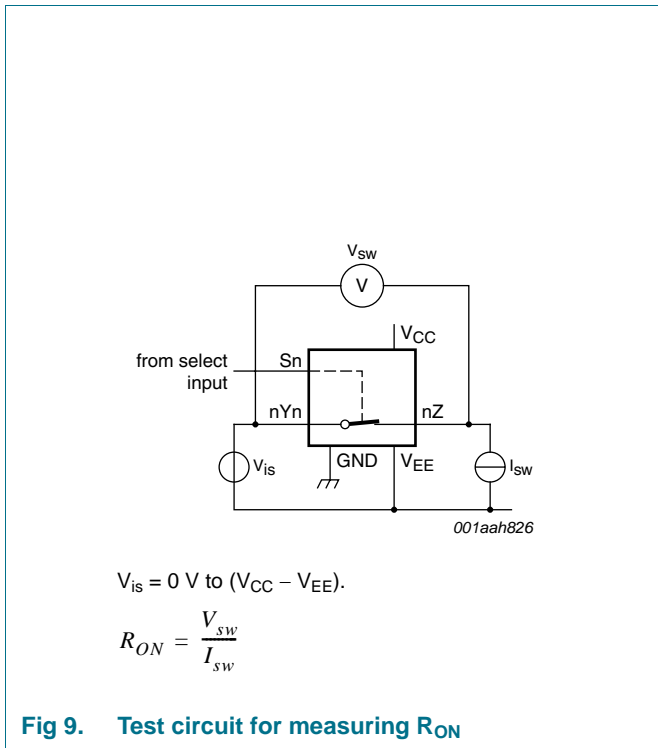 Vsw
V
VCC
from select
input
Sn
nYn
nZ
Vis
GND
VEE
Isw
001aah826
Vis = 0 V to (VCC − VEE).
RON = Vsw / Isw
Fig 9. Test circuit for measuring RON